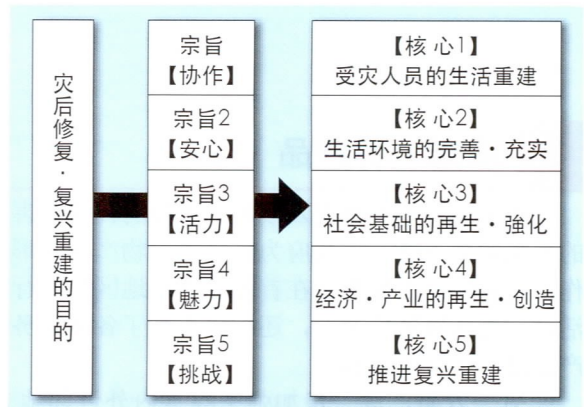 灾后修复·复兴重建的目的
宗旨
【协作】
宗旨2
【安心】
宗旨3
【活力】
宗旨4
【魅力】
宗旨5
【挑战】
【核 心1】
受灾人员的生活重建
【核 心2】
生活环境的完善·充实
【核 心3】
社会基础的再生·強化
【核 心4】
经济·产业的再生·创造
【核 心5】
推进复兴重建